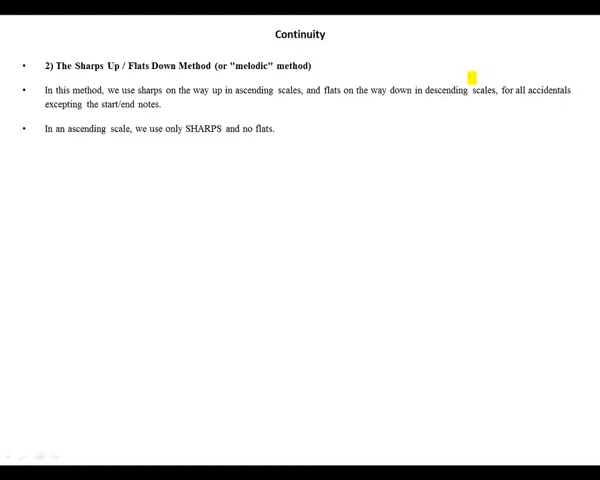 Continuity
• 2) The Sharps Up / Flats Down Method (or "melodic" method)
• In this method, we use sharps on the way up in ascending scales, and flats on the way down in descending scales, for all accidentals
excepting the start/end notes.
• In an ascending scale, we use only SHARPS and no flats.